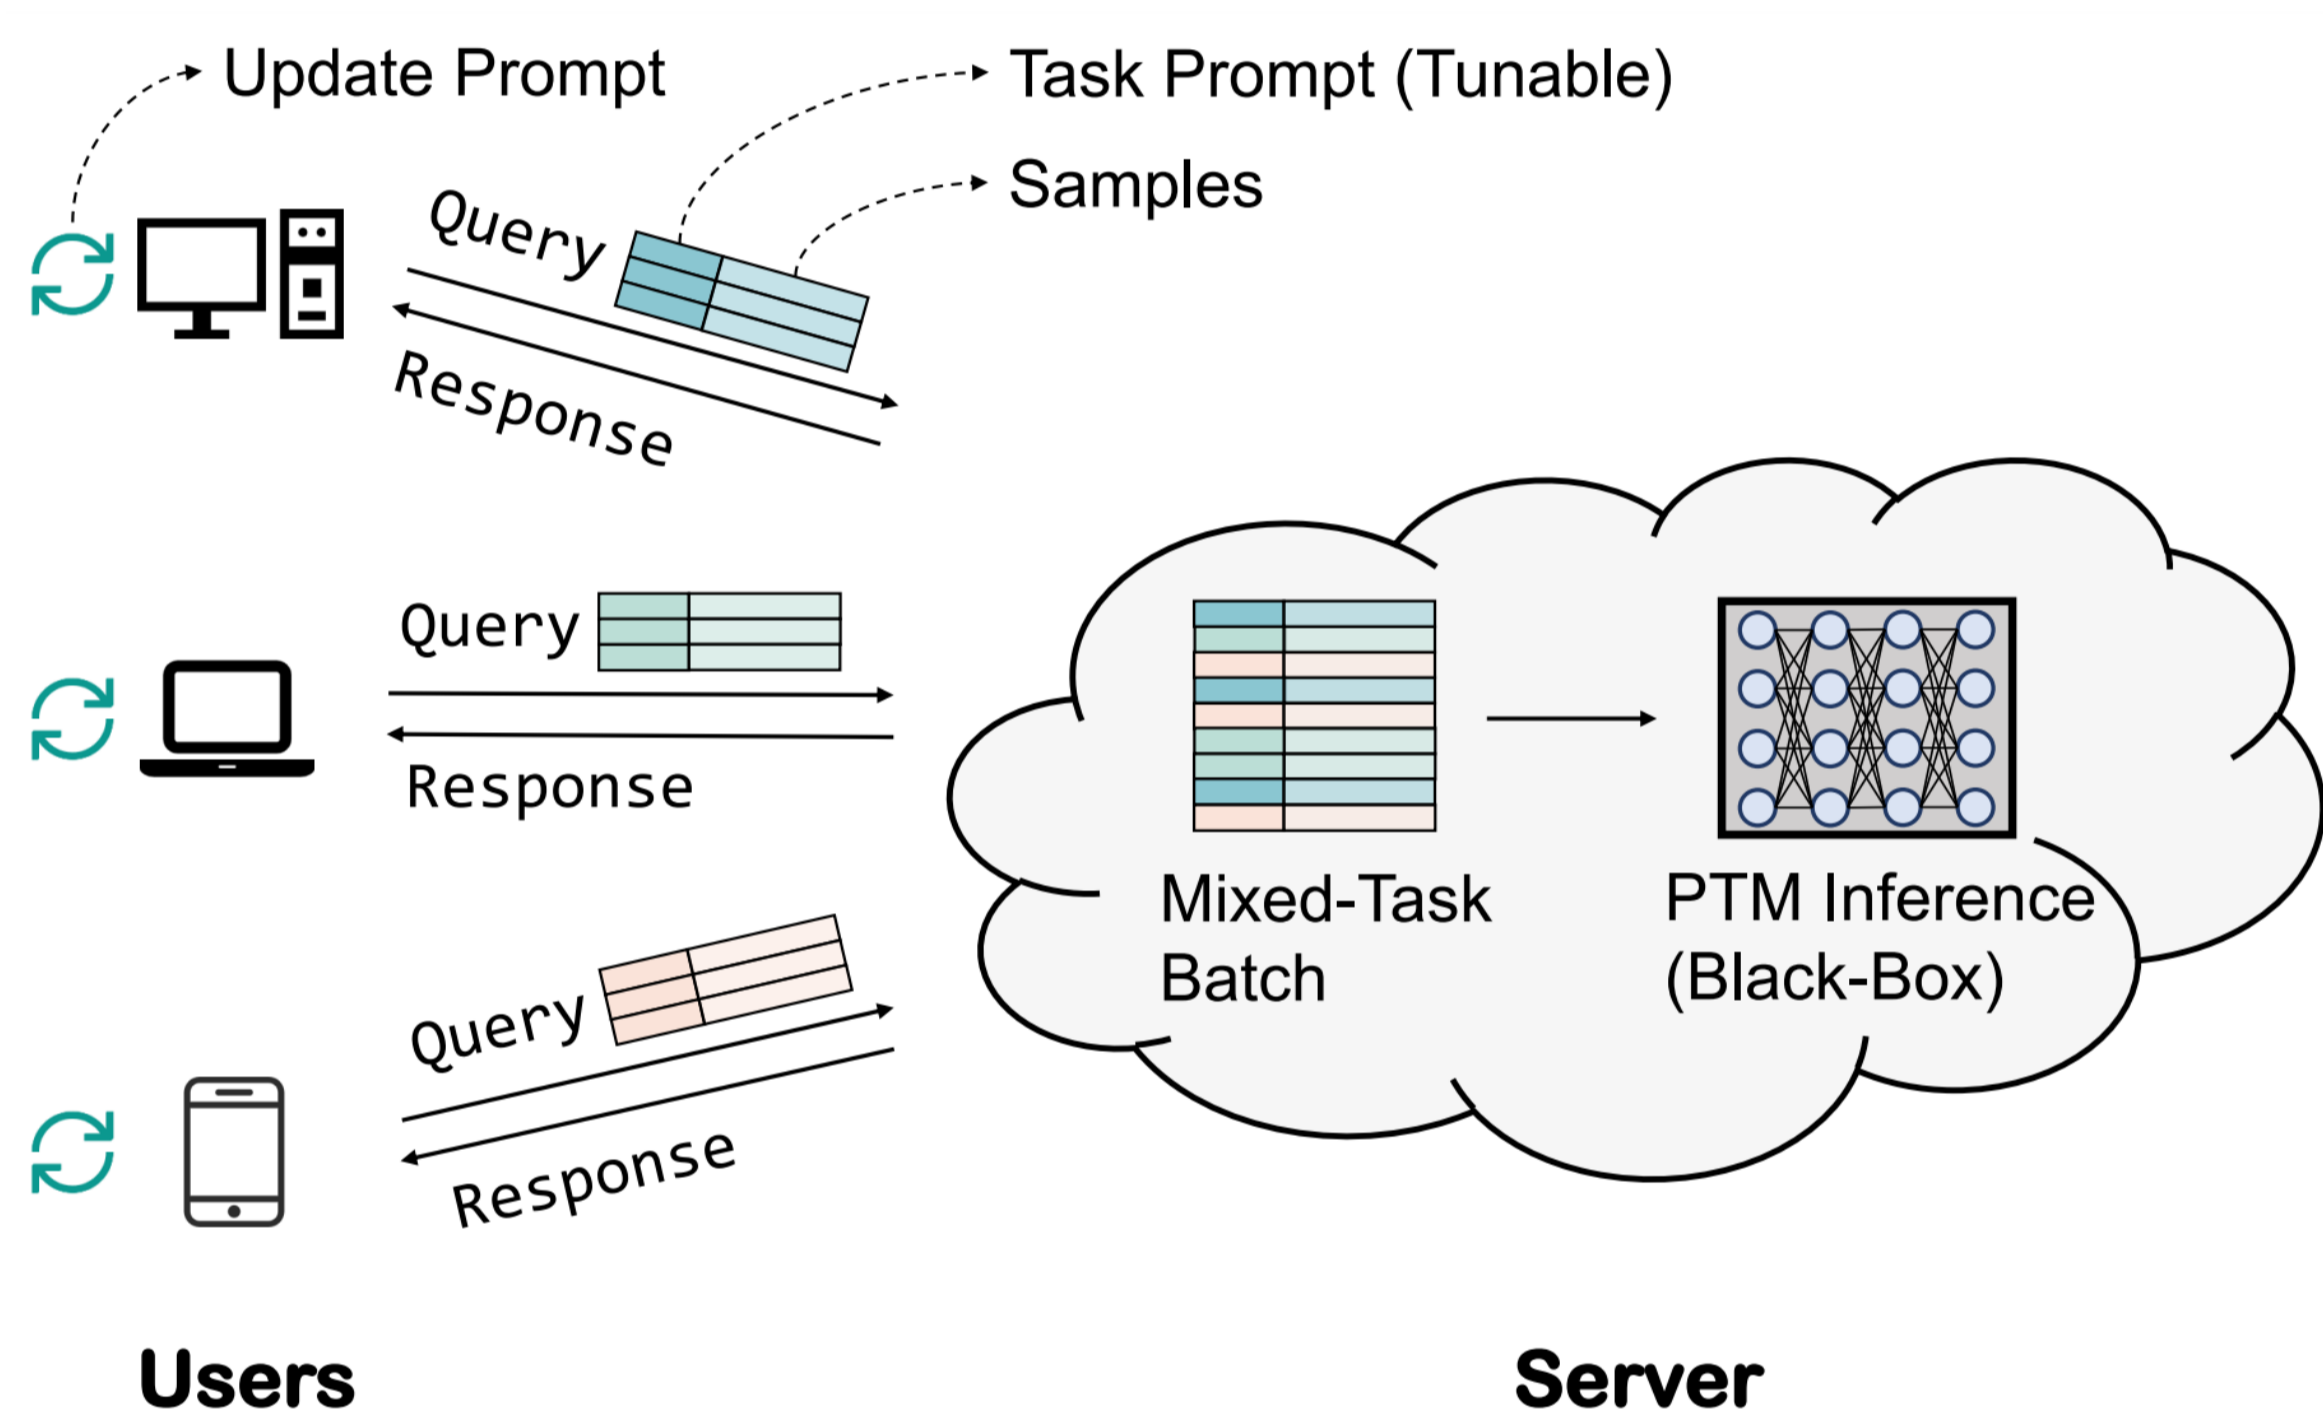 Update Prompt
Task Prompt (Tunable)
Samples
Query
Response
Query
Response
Query
Response
Mixed-Task
Batch
PTM Inference
(Black-Box)
Users
Server